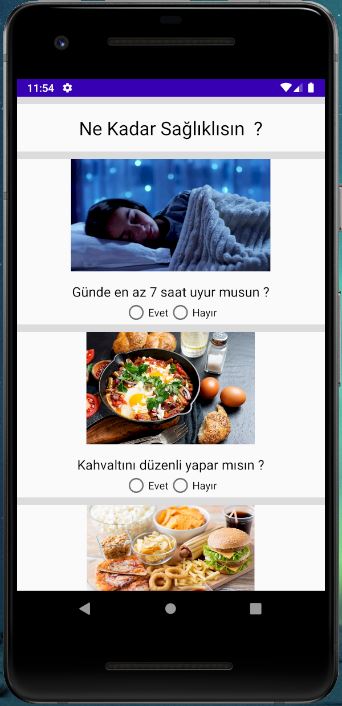 11:54
Ne Kadar Sağlıklısın ?
Günde en az 7 saat uyur musun ?
Evet Hayır
Kahvaltını düzenli yapar mısın ?
Evet Hayır